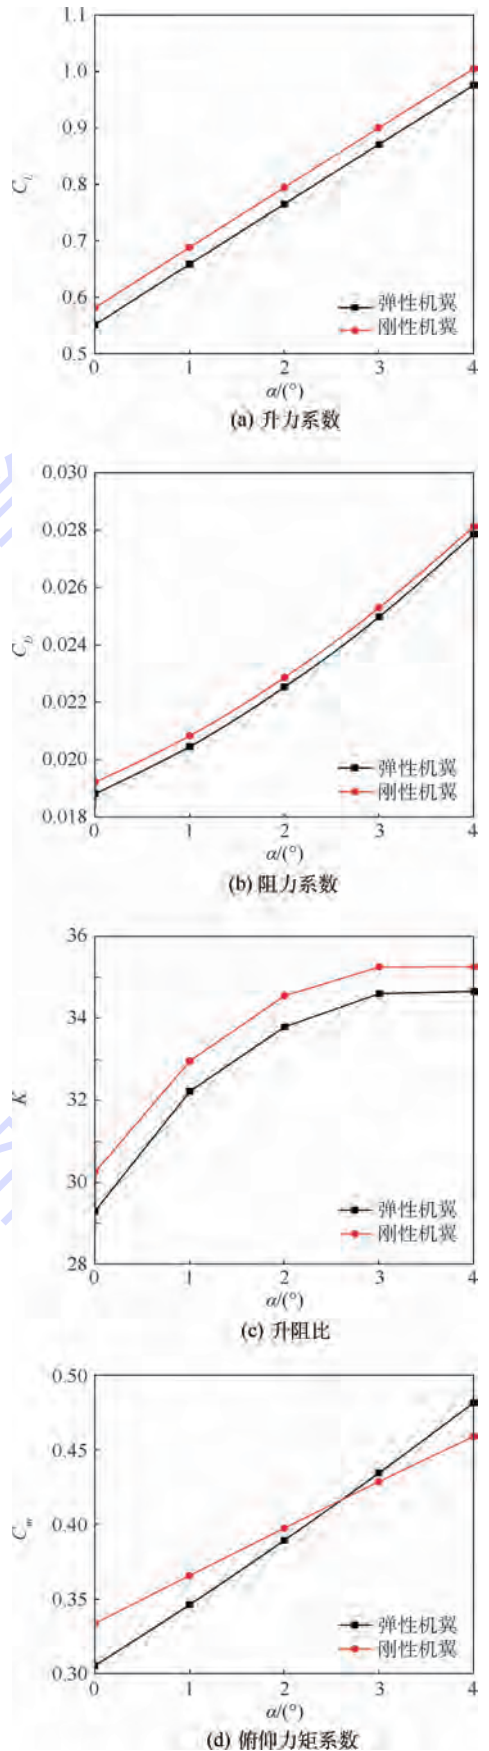 1.1
1.0
0.9
0.8
0.7
0.6
0.5
C_L
弹性机翼
刚性机翼
0 1 2 3 4
α/(°)
(a) 升力系数
0.030
0.028
0.026
0.024
0.022
0.020
0.018
C_D
弹性机翼
刚性机翼
0 1 2 3 4
α/(°)
(b) 阻力系数
36
34
32
30
28
K
弹性机翼
刚性机翼
0 1 2 3 4
α/(°)
(c) 升阻比
0.50
0.45
0.40
0.35
0.30
C_m
弹性机翼
刚性机翼
0 1 2 3 4
α/(°)
(d) 俯仰力矩系数